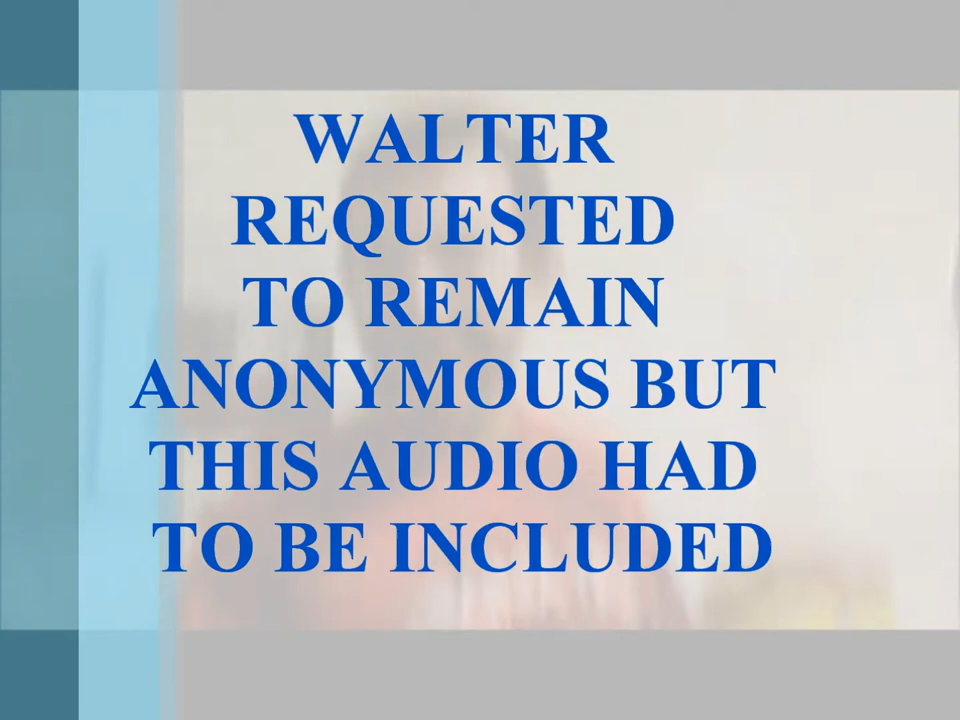 WALTER
REQUESTED
TO REMAIN
ANONYMOUS BUT
THIS AUDIO HAD
TO BE INCLUDED